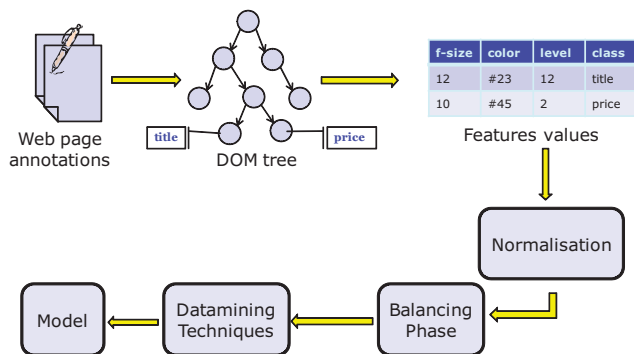 f-size color level class
12 #23 12 title
10 #45 2 price
Web page
annotations
title
price
DOM tree
Features values
Normalisation
Model
Datamining
Techniques
Balancing
Phase